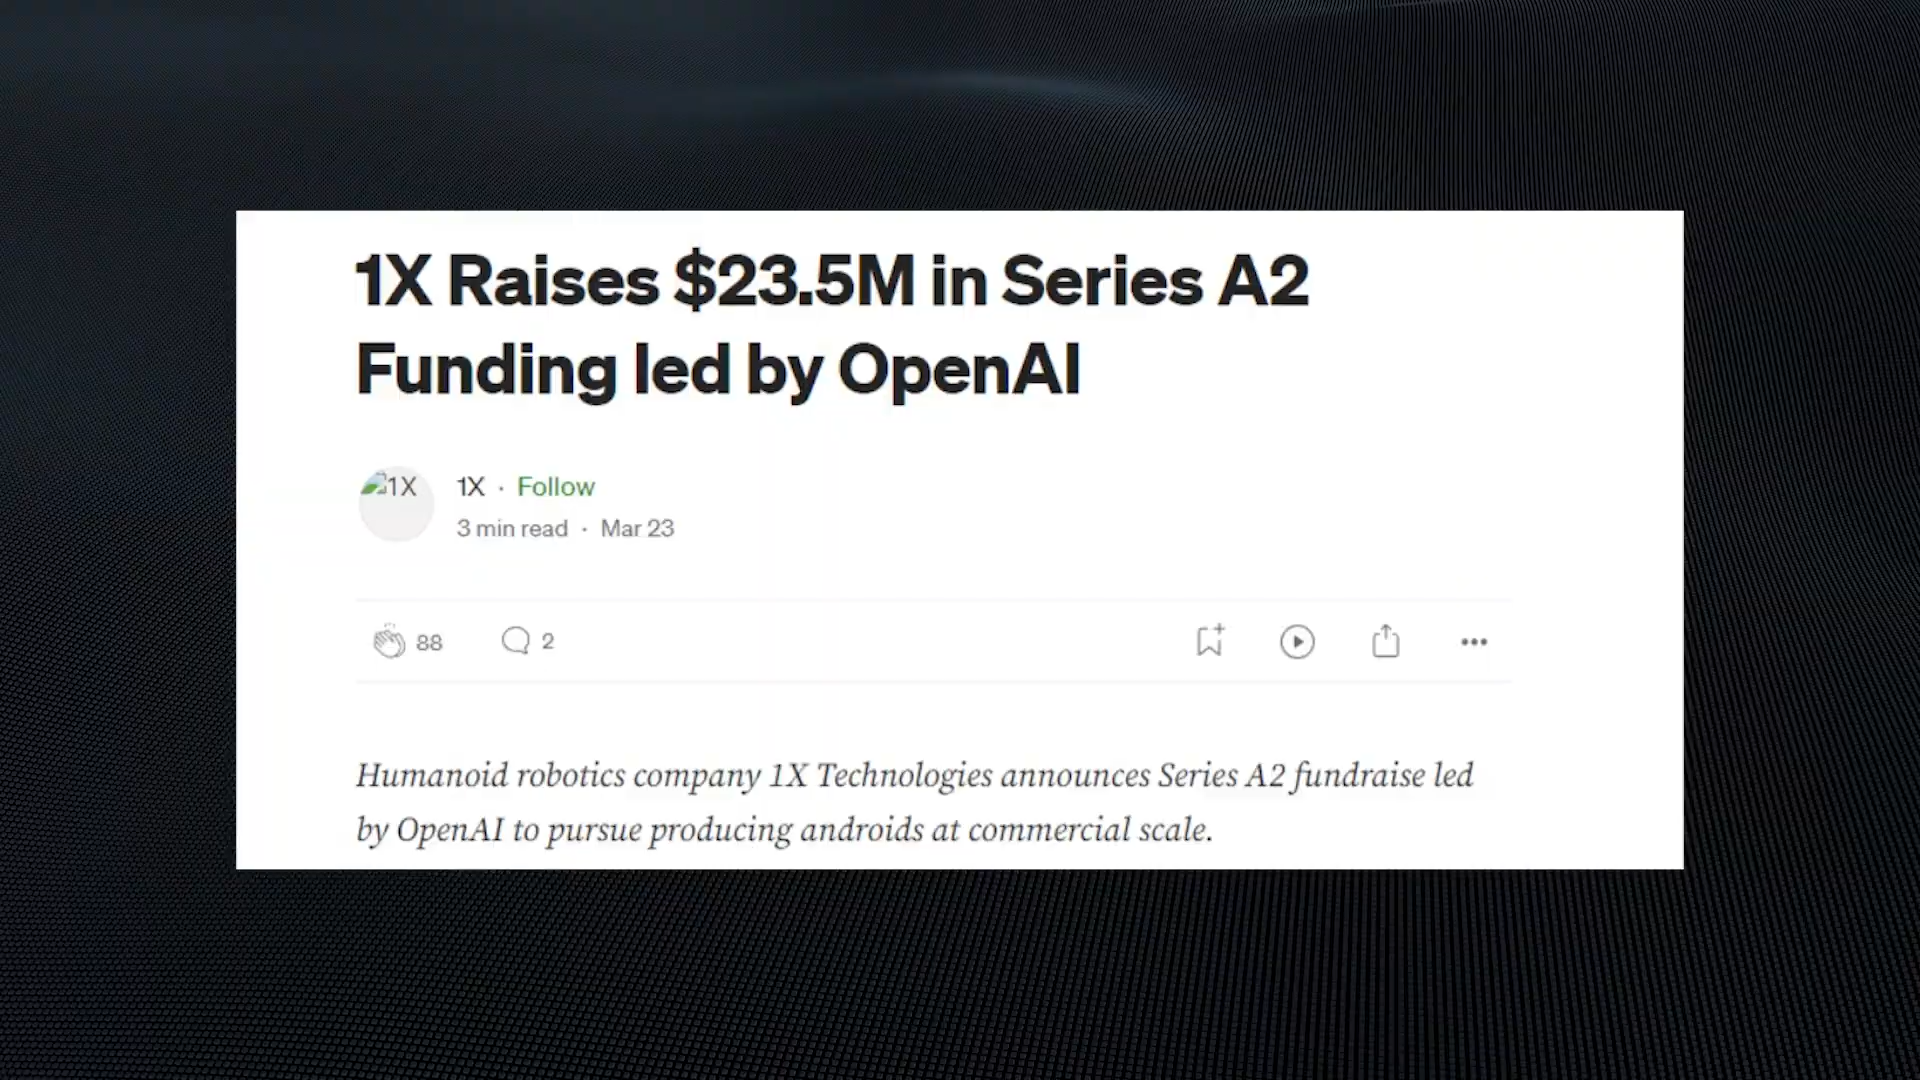 1X Raises $23.5M in Series A2
Funding led by OpenAI
1X
1X · Follow
3 min read · Mar 23
88 2
Humanoid robotics company 1X Technologies announces Series A2 fundraise led
by OpenAI to pursue producing androids at commercial scale.